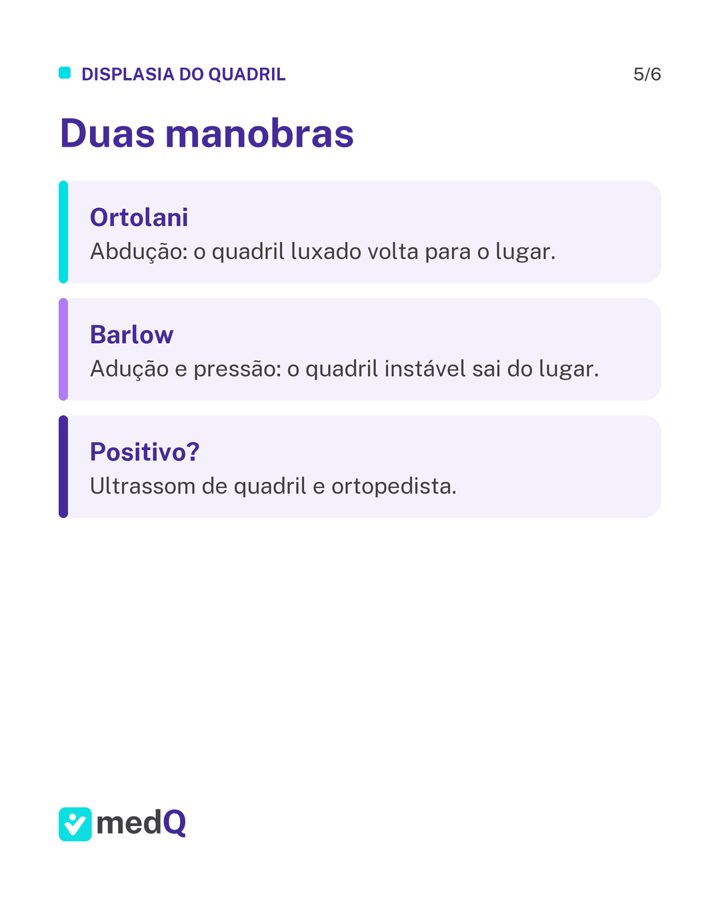 DISPLASIA DO QUADRIL
5/6
Duas manobras
Ortolani
Abdução: o quadril luxado volta para o lugar.
Barlow
Adução e pressão: o quadril instável sai do lugar.
Positivo?
Ultrassom de quadril e ortopedista.
medQ